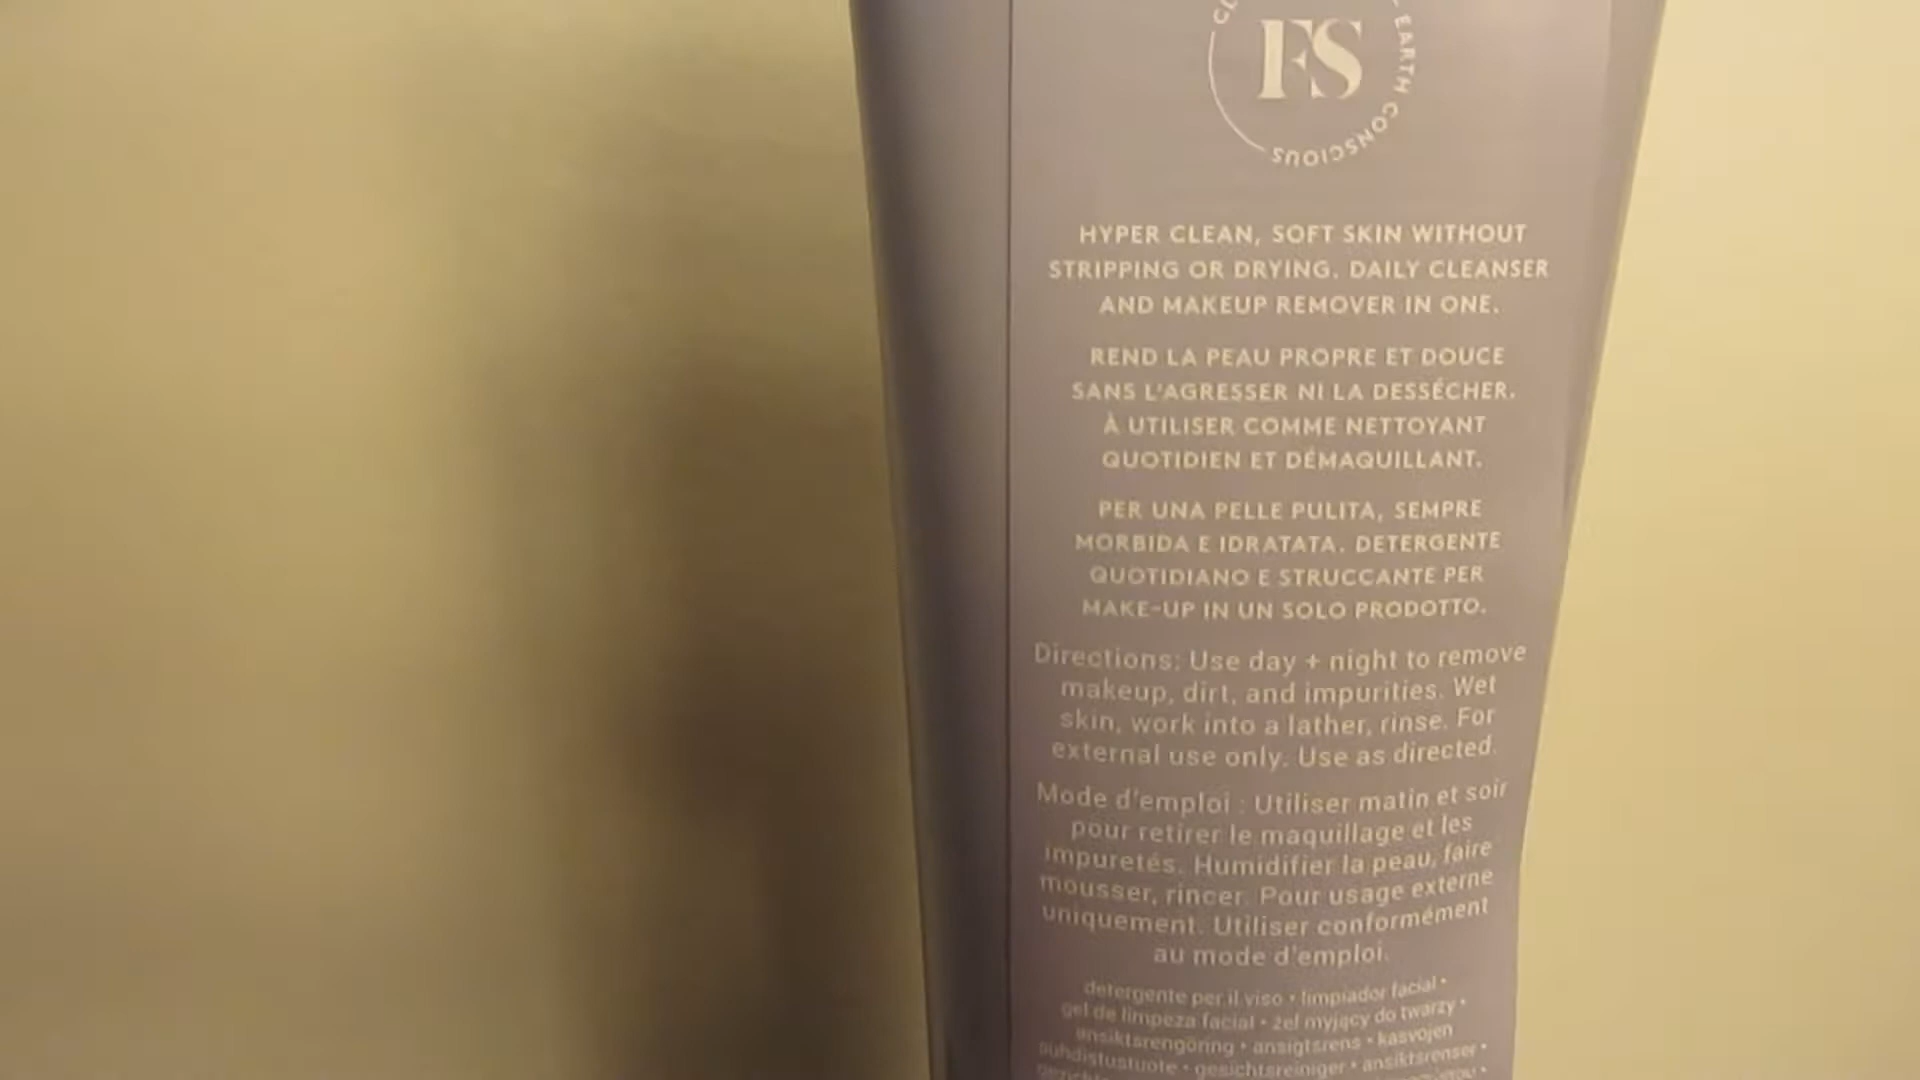 EARTH CONSCIOUS
FS
HYPER CLEAN, SOFT SKIN WITHOUT
STRIPPING OR DRYING. DAILY CLEANSER
AND MAKEUP REMOVER IN ONE.
REND LA PEAU PROPRE ET DOUCE
SANS L'AGRESSER NI LA DESSÉCHER.
À UTILISER COMME NETTOYANT
QUOTIDIEN ET DÉMAQUILLANT.
PER UNA PELLE PULITA, SEMPRE
MORBIDA E IDRATATA. DETERGENTE
QUOTIDIANO E STRUCCANTE PER
MAKE-UP IN UN SOLO PRODOTTO.
Directions: Use day + night to remove
makeup, dirt, and impurities. Wet
skin, work into a lather, rinse. For
external use only. Use as directed.
Mode d'emploi : Utiliser matin et soir
pour retirer le maquillage et les
impuretés. Humidifier la peau, faire
mousser, rincer. Pour usage externe
uniquement. Utiliser conformément
au mode d'emploi.
detergente per il viso • limpiador facial •
gel de limpeza facial • żel myjący do twarzy •
ansiktsrengöring • ansigtsrens • kasvojen
puhdistustuote • gesichtsreiniger • ansiktsrenser •